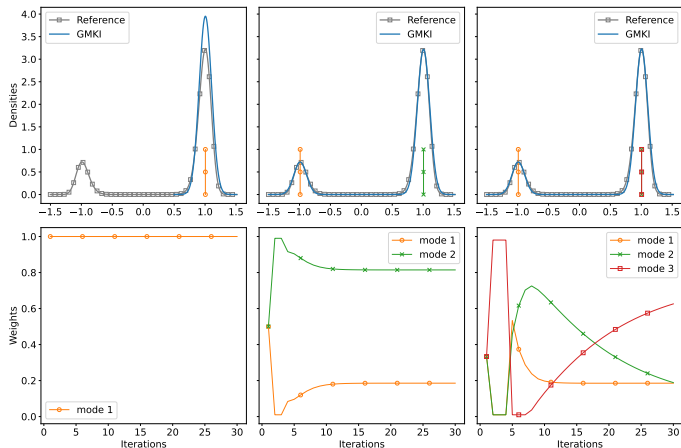 Reference
GMKI
Reference
GMKI
Reference
GMKI
Densities
4.0
3.5
3.0
2.5
2.0
1.5
1.0
0.5
0.0
−1.5 −1.0 −0.5 0.0 0.5 1.0 1.5
−1.5 −1.0 −0.5 0.0 0.5 1.0 1.5
−1.5 −1.0 −0.5 0.0 0.5 1.0 1.5
Weights
1.0
0.8
0.6
0.4
0.2
0.0
mode 1
mode 1
mode 2
mode 1
mode 2
mode 3
0 5 10 15 20 25 30
0 5 10 15 20 25 30
0 5 10 15 20 25 30
Iterations
Iterations
Iterations